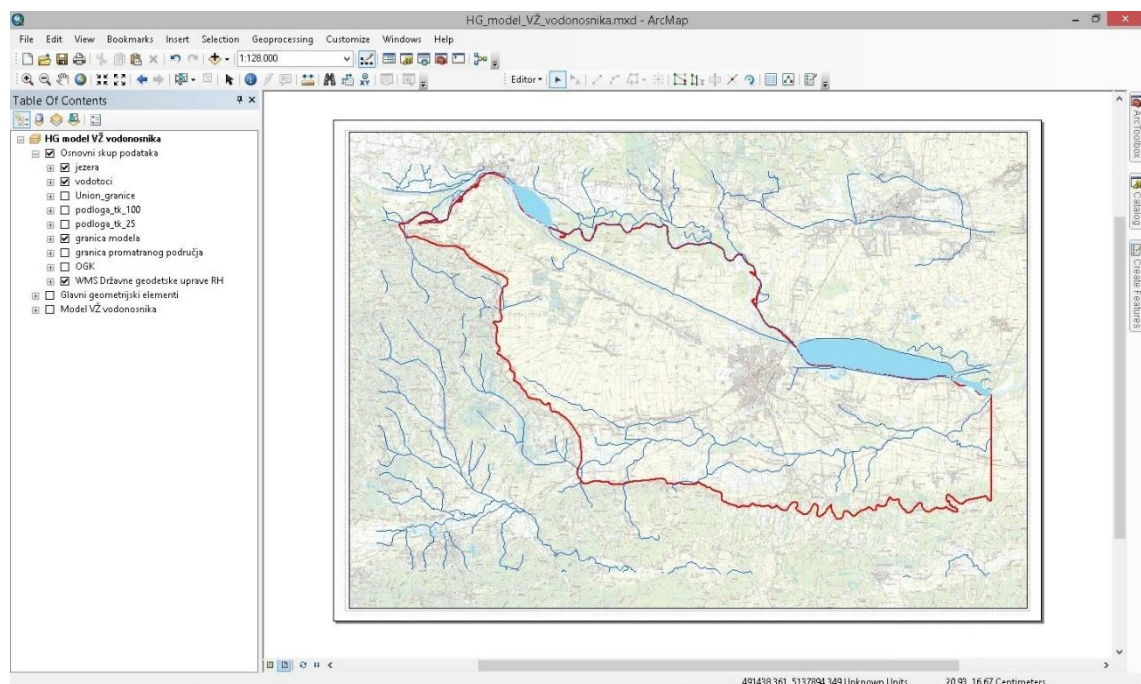 HG_model_VŽ_vodonosnika.mxd - ArcMap
File Edit View Bookmarks Insert Selection Geoprocessing Customize Windows Help
1:128.000
Editor
Table Of Contents
HG model VŽ vodonosnika
Osnovni skup podataka
jezera
vodotoci
Union_granice
podloga_tk_100
podloga_tk_25
granica modela
granica promatranog područja
OGK
WMS Državne geodetske uprave RH
Glavni geometrijski elementi
Model VŽ vodonosnika
ArcToolbox
Catalog
Create Features
491438,361 5137894,349 Unknown Units 20,93 16,67 Centimeters